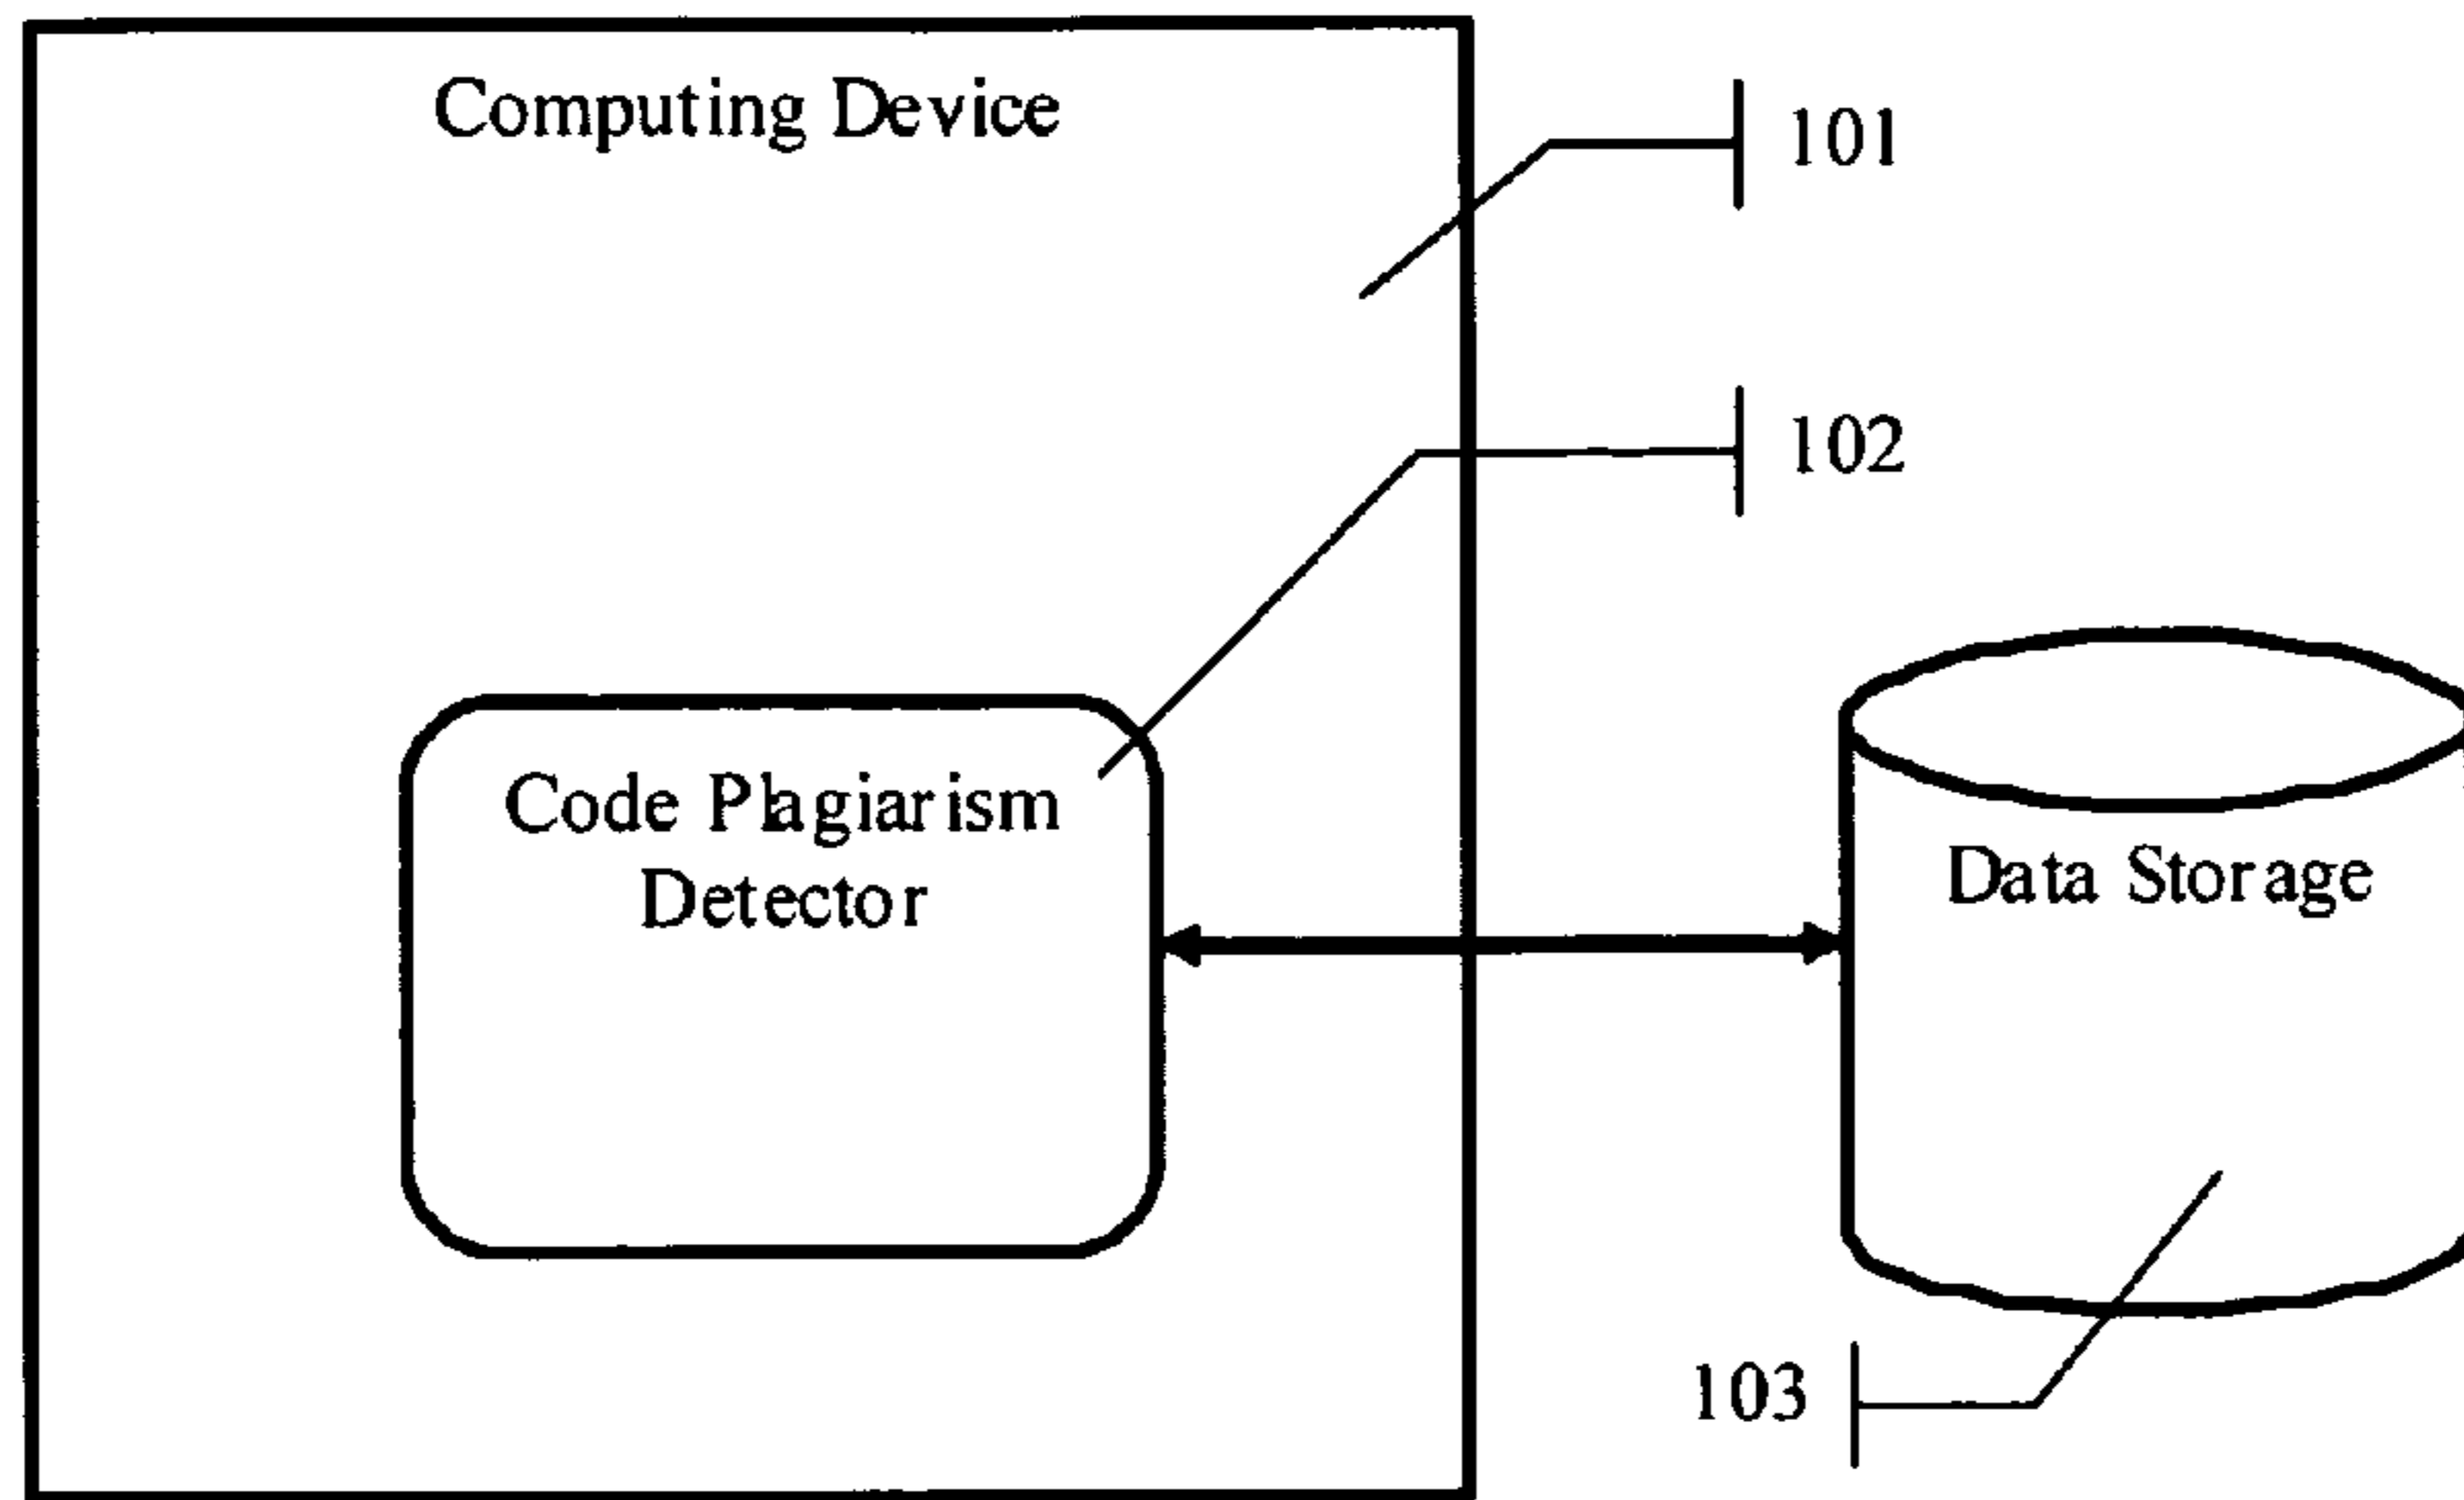 Computing Device
101
102
Code Plagiarism
Detector
Data Storage
103